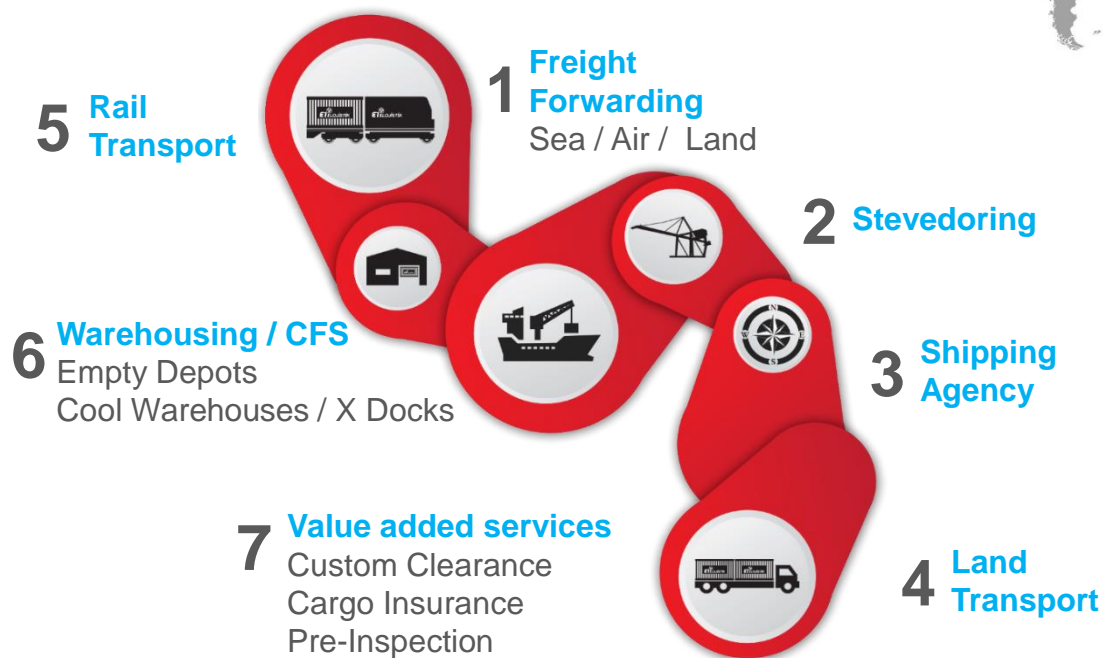 1
Freight
Forwarding
Sea / Air / Land
2
Stevedoring
3
Shipping
Agency
4
Land
Transport
5
Rail
Transport
6
Warehousing / CFS
Empty Depots
Cool Warehouses / X Docks
7
Value added services
Custom Clearance
Cargo Insurance
Pre-Inspection
N
W
E
S